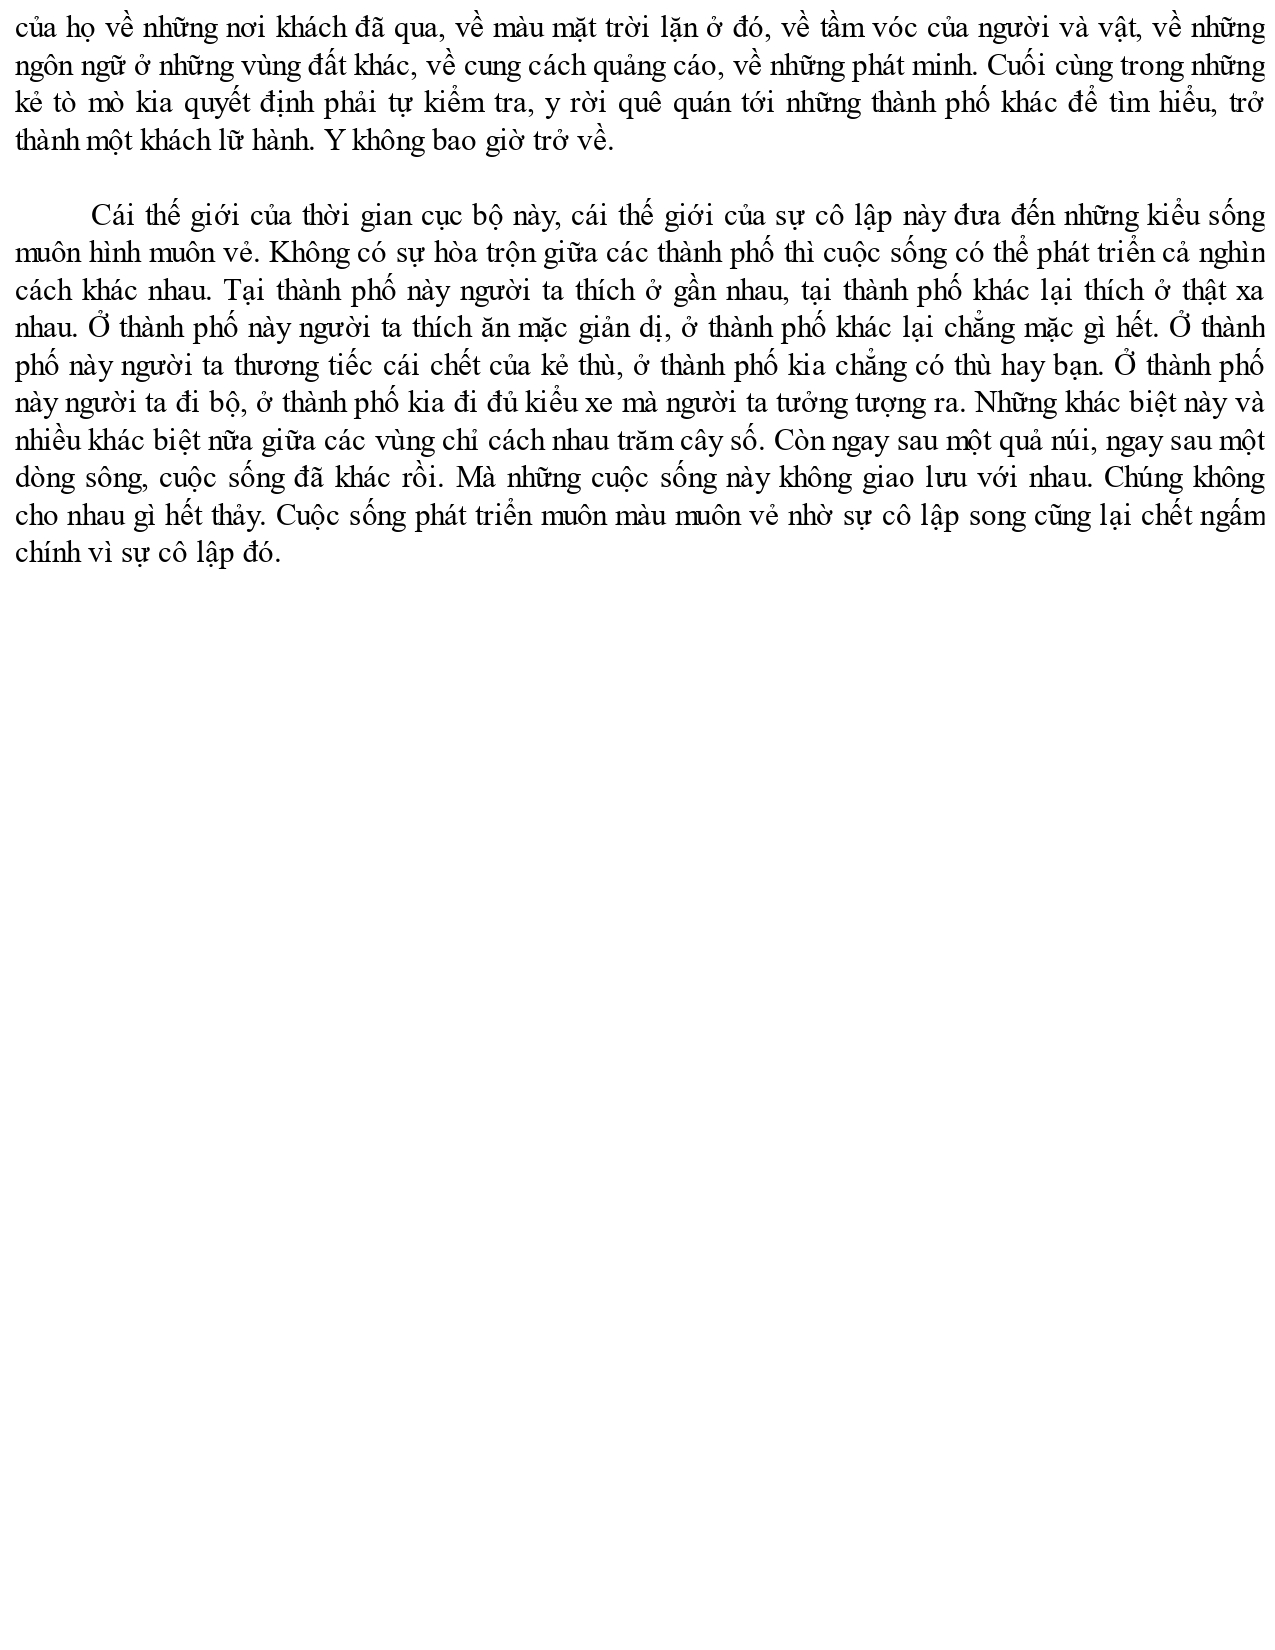 của họ về những nơi khách đã qua, về màu mặt trời lặn ở đó, về tầm vóc của người và vật, về những
ngôn ngữ ở những vùng đất khác, về cung cách quảng cáo, về những phát minh. Cuối cùng trong những
kẻ tò mò kia quyết định phải tự kiểm tra, y rời quê quán tới những thành phố khác để tìm hiểu, trở
thành một khách lữ hành. Y không bao giờ trở về.
Cái thế giới của thời gian cục bộ này, cái thế giới của sự cô lập này đưa đến những kiểu sống
muôn hình muôn vẻ. Không có sự hòa trộn giữa các thành phố thì cuộc sống có thể phát triển cả nghìn
cách khác nhau. Tại thành phố này người ta thích ở gần nhau, tại thành phố khác lại thích ở thật xa
nhau. Ở thành phố này người ta thích ăn mặc giản dị, ở thành phố khác lại chẳng mặc gì hết. Ở thành
phố này người ta thương tiếc cái chết của kẻ thù, ở thành phố kia chẳng có thù hay bạn. Ở thành phố
này người ta đi bộ, ở thành phố kia đi đủ kiểu xe mà người ta tưởng tượng ra. Những khác biệt này và
nhiều khác biệt nữa giữa các vùng chỉ cách nhau trăm cây số. Còn ngay sau một quả núi, ngay sau một
dòng sông, cuộc sống đã khác rồi. Mà những cuộc sống này không giao lưu với nhau. Chúng không
cho nhau gì hết thảy. Cuộc sống phát triển muôn màu muôn vẻ nhờ sự cô lập song cũng lại chết ngấm
chính vì sự cô lập đó.